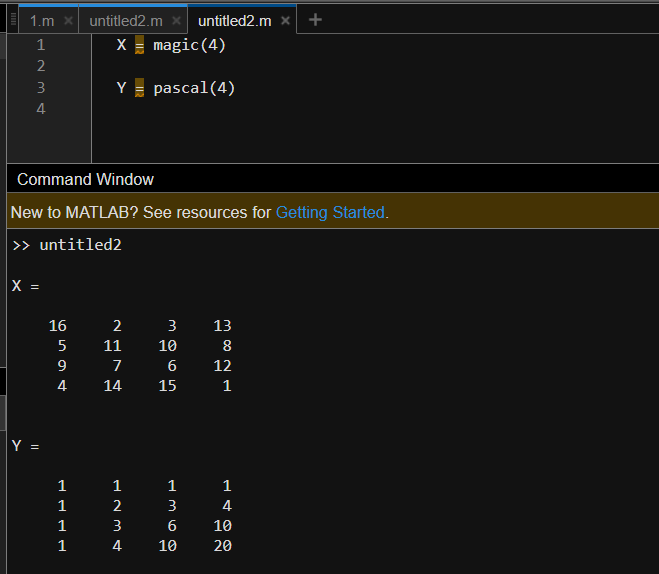 1.m × untitled2.m × untitled2.m × +
1 X = magic(4)
2
3 Y = pascal(4)
4
Command Window
New to MATLAB? See resources for Getting Started.
>> untitled2
X =
16 2 3 13
5 11 10 8
9 7 6 12
4 14 15 1
Y =
1 1 1 1
1 2 3 4
1 3 6 10
1 4 10 20